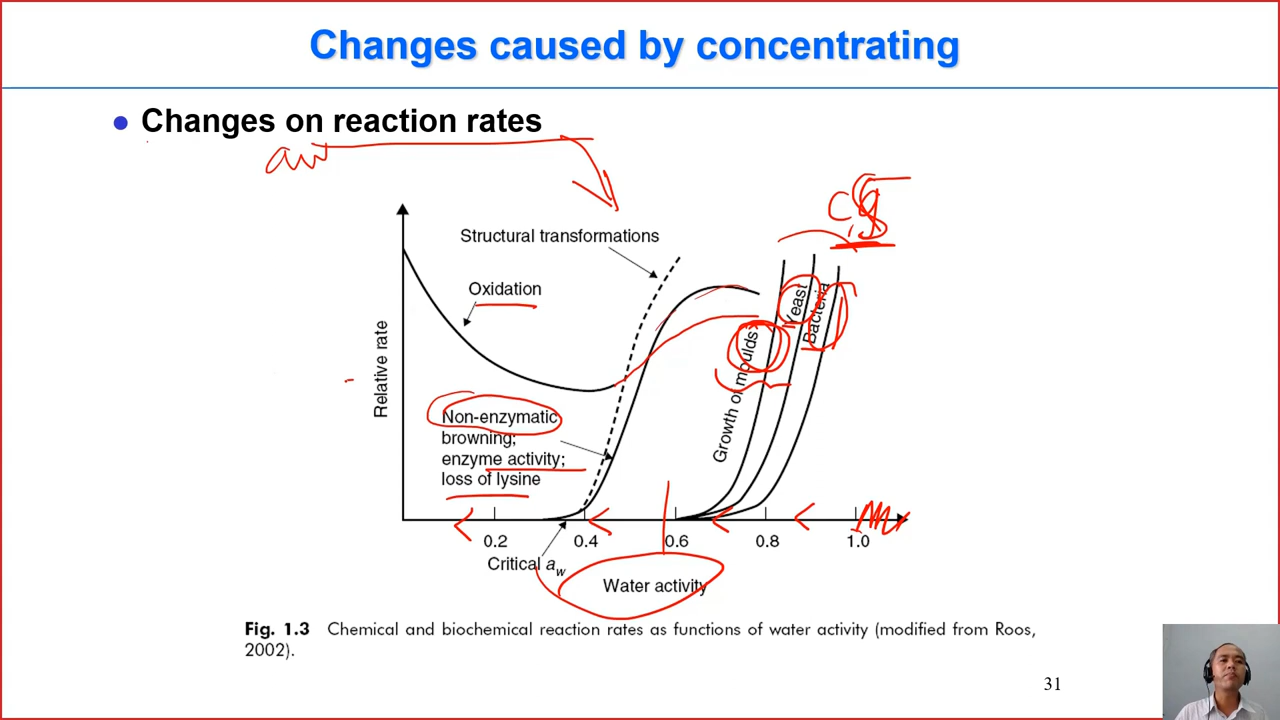 Changes caused by concentrating
● Changes on reaction rates
aw
Structural transformations
Oxidation
Relative rate
Non-enzymatic
browning;
enzyme activity;
loss of lysine
Growth of moulds
Yeast
Bacteria
0.2
0.4
0.6
0.8
1.0
Critical aw
Water activity
Fig. 1.3 Chemical and biochemical reaction rates as functions of water activity (modified from Roos,
2002).
31